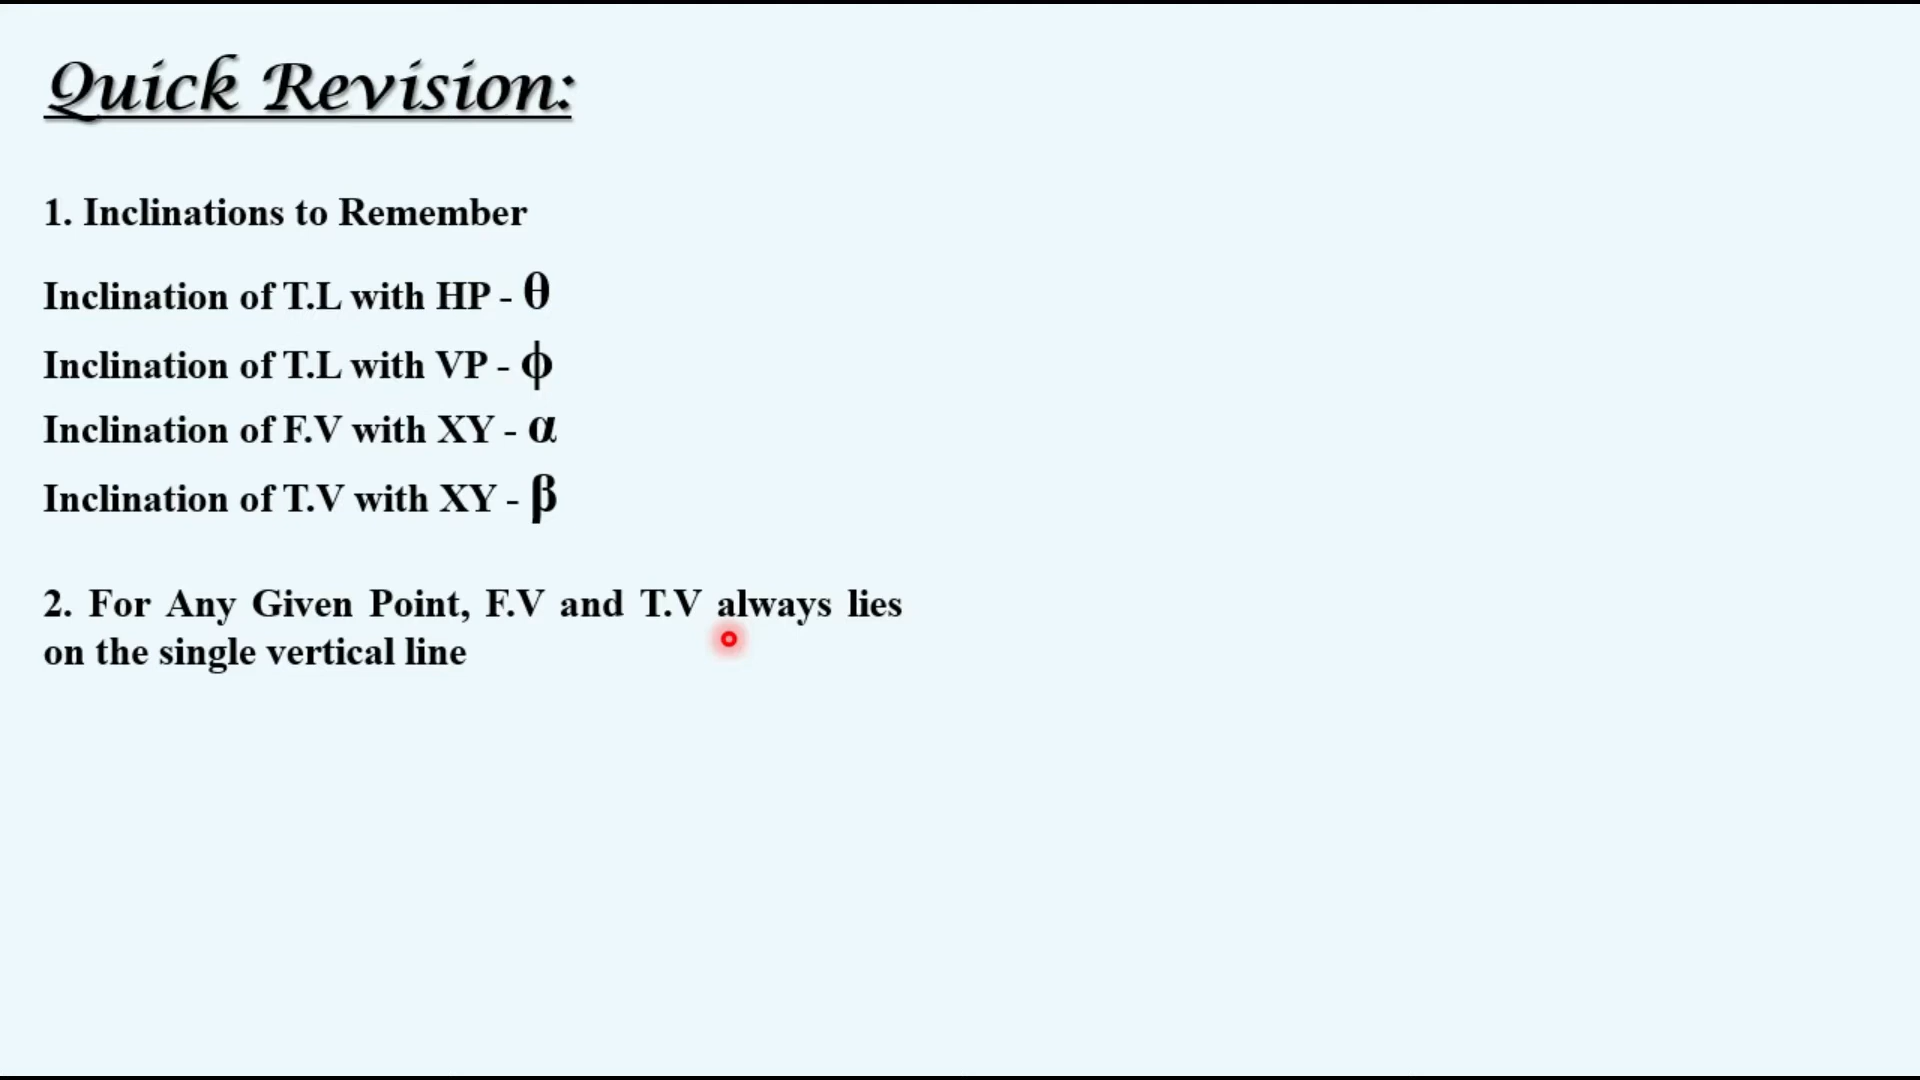 Quick Revision:
1. Inclinations to Remember
Inclination of T.L with HP - θ
Inclination of T.L with VP - ϕ
Inclination of F.V with XY - α
Inclination of T.V with XY - β
2. For Any Given Point, F.V and T.V always lies
on the single vertical line